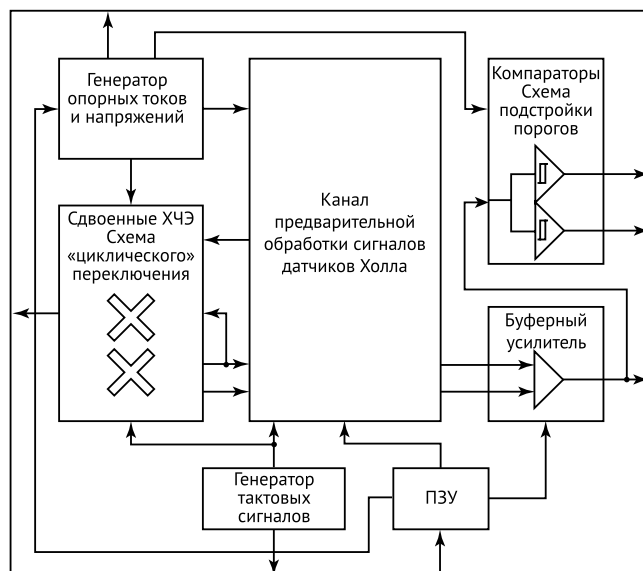 Генератор
опорных токов
и напряжений
Канал
предварительной
обработки сигналов
датчиков Холла
Компараторы
Схема
подстройки
порогов
Сдвоенные ХЧЭ
Схема
«циклического»
переключения
Буферный
усилитель
Генератор
тактовых
сигналов
ПЗУ